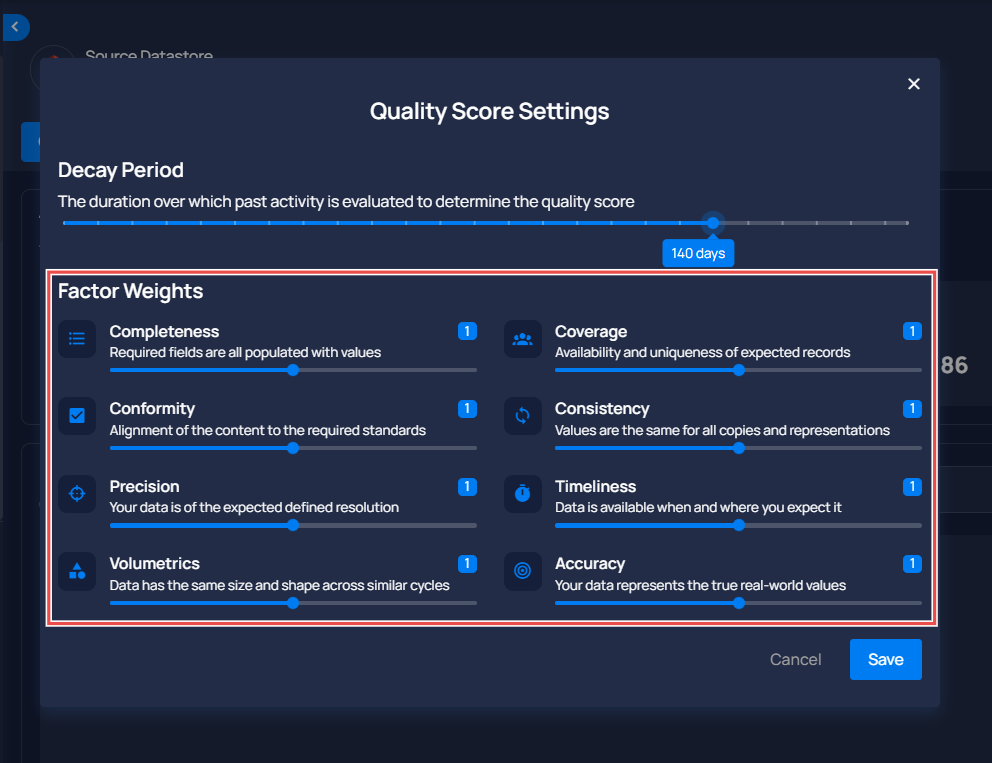 Source Datastore
Quality Score Settings
Decay Period
The duration over which past activity is evaluated to determine the quality score
140 days
Factor Weights
Completeness 1
Required fields are all populated with values
Coverage 1
Availability and uniqueness of expected records
Conformity 1
Alignment of the content to the required standards
Consistency 1
Values are the same for all copies and representations
Precision 1
Your data is of the expected defined resolution
Timeliness 1
Data is available when and where you expect it
Volumetrics 1
Data has the same size and shape across similar cycles
Accuracy 1
Your data represents the true real-world values
86
Cancel
Save